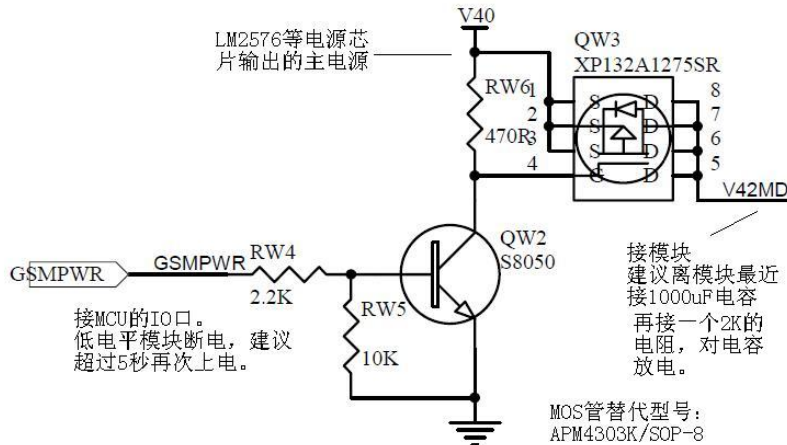 V40
LM2576等电源芯
片输出的主电源
QW3
XP132A1275SR
RW6
470R
1
2
3
4
S
S
S
G
D
D
D
D
8
7
6
5
V42MD
GSMPWR
GSMPWR
RW4
2.2K
QW2
S8050
RW5
10K
接MCU的IO口。
低电平模块断电，建议
超过5秒再次上电。
接模块
建议离模块最近
接1000uF电容
再接一个2K的
电阻，对电容
放电。
MOS管替代型号：
APM4303K/SOP-8